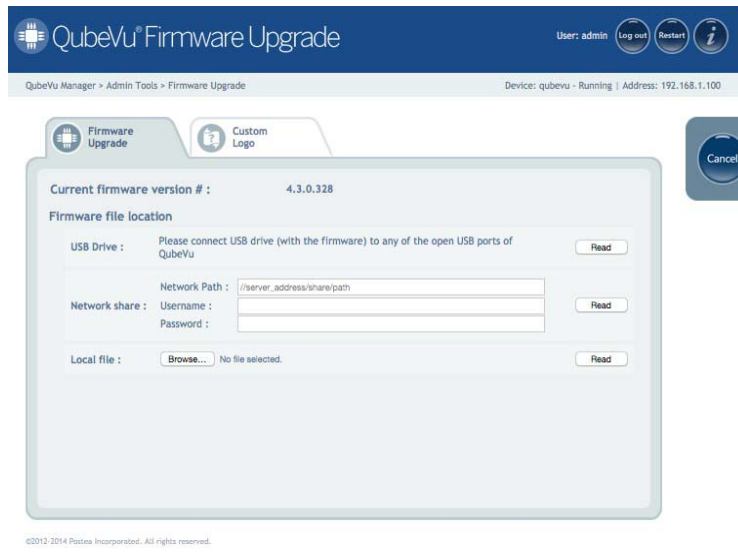 QubeVu® Firmware Upgrade
User: admin
Log out
Restart
i
QubeVu Manager > Admin Tools > Firmware Upgrade
Device: qubevu - Running | Address: 192.168.1.100
Firmware
Upgrade
?
Custom
Logo
Cancel
Current firmware version # : 4.3.0.328
Firmware file location
USB Drive : Please connect USB drive (with the firmware) to any of the open USB ports of
QubeVu
Read
Network Path : //server_address/share/path
Network share : Username : Read
Password :
Local file : Browse... No file selected. Read
©2012-2014 Postea Incorporated. All rights reserved.